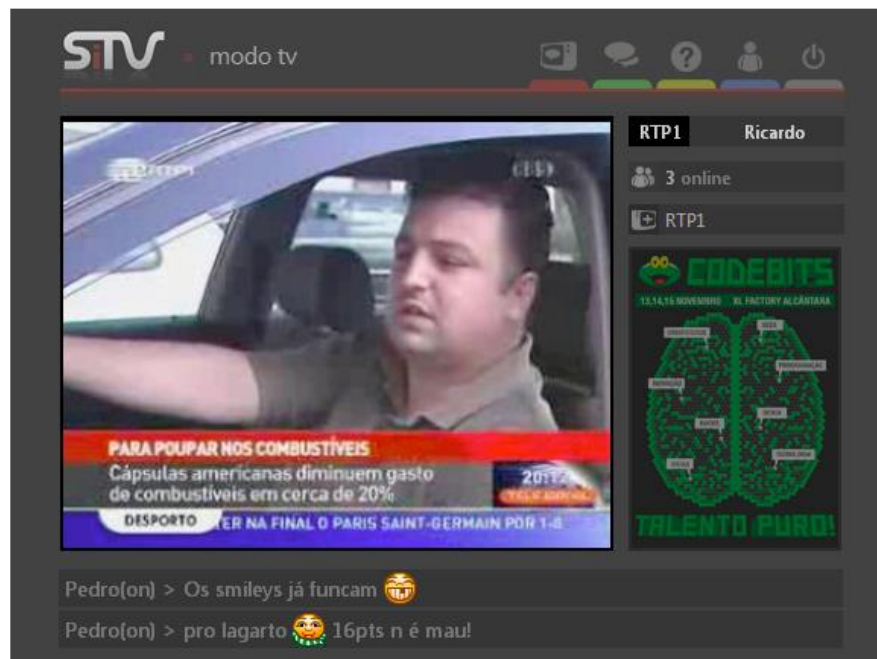 SiTV modo tv
RTP1 Ricardo
3 online
RTP1
RTP1
PARA POUPAR NOS COMBUSTÍVEIS
Cápsulas americanas diminuem gasto
de combustíveis em cerca de 20%
20:12
DESPORTO TER NA FINAL O PARIS SAINT-GERMAIN POR 1-0
CODEBITS
13,14,15 NOVEMBRO XL FACTORY ALCÂNTARA
TALENTO PURO!
Pedro(on) > Os smileys já funcam
Pedro(on) > pro lagarto 16pts n é mau!